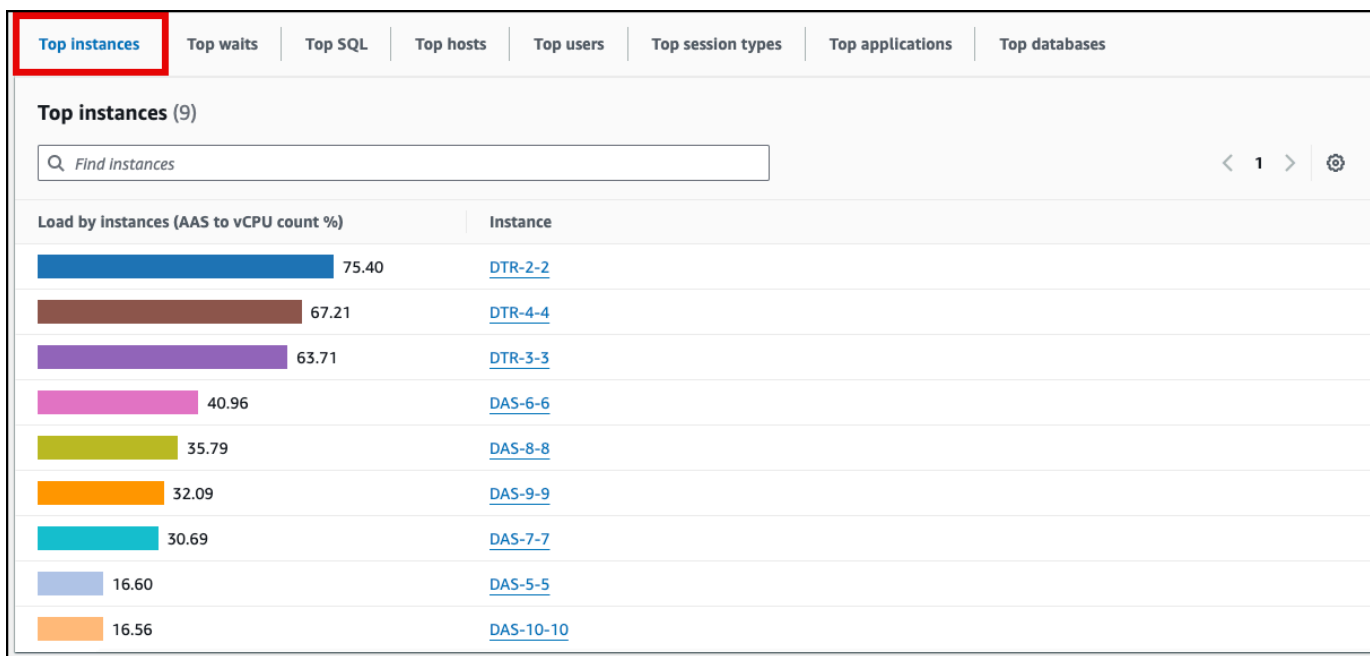 Top instances Top waits Top SQL Top hosts Top users Top session types Top applications Top databases
Top instances (9)
Find instances
1
Load by instances (AAS to vCPU count %) Instance
75.40 DTR-2-2
67.21 DTR-4-4
63.71 DTR-3-3
40.96 DAS-6-6
35.79 DAS-8-8
32.09 DAS-9-9
30.69 DAS-7-7
16.60 DAS-5-5
16.56 DAS-10-10